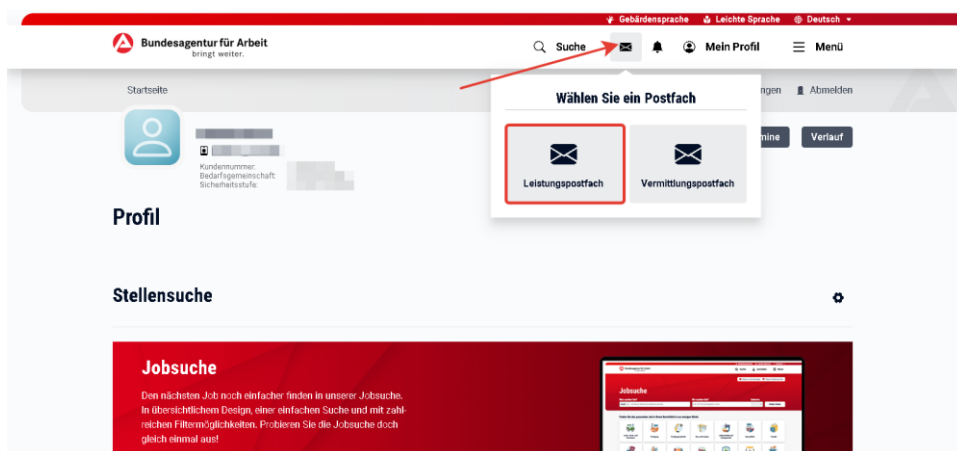 Gebärdensprache Leichte Sprache Deutsch
Bundesagentur für Arbeit
bringt weiter.
Suche Mein Profil Menü
Startseite
ngen Abmelden
Wählen Sie ein Postfach
mine Verlauf
Kundennummer:
Bedarfsgemeinschaft:
Sicherheitsstufe:
Leistungspostfach Vermittlungspostfach
Profil
Stellensuche
Jobsuche
Den nächsten Job noch einfacher finden in unserer Jobsuche.
In übersichtlichem Design, einer einfachen Suche und mit zahl-
reichen Filtermöglichkeiten. Probieren Sie die Jobsuche doch
gleich einmal aus!
Jobsuche